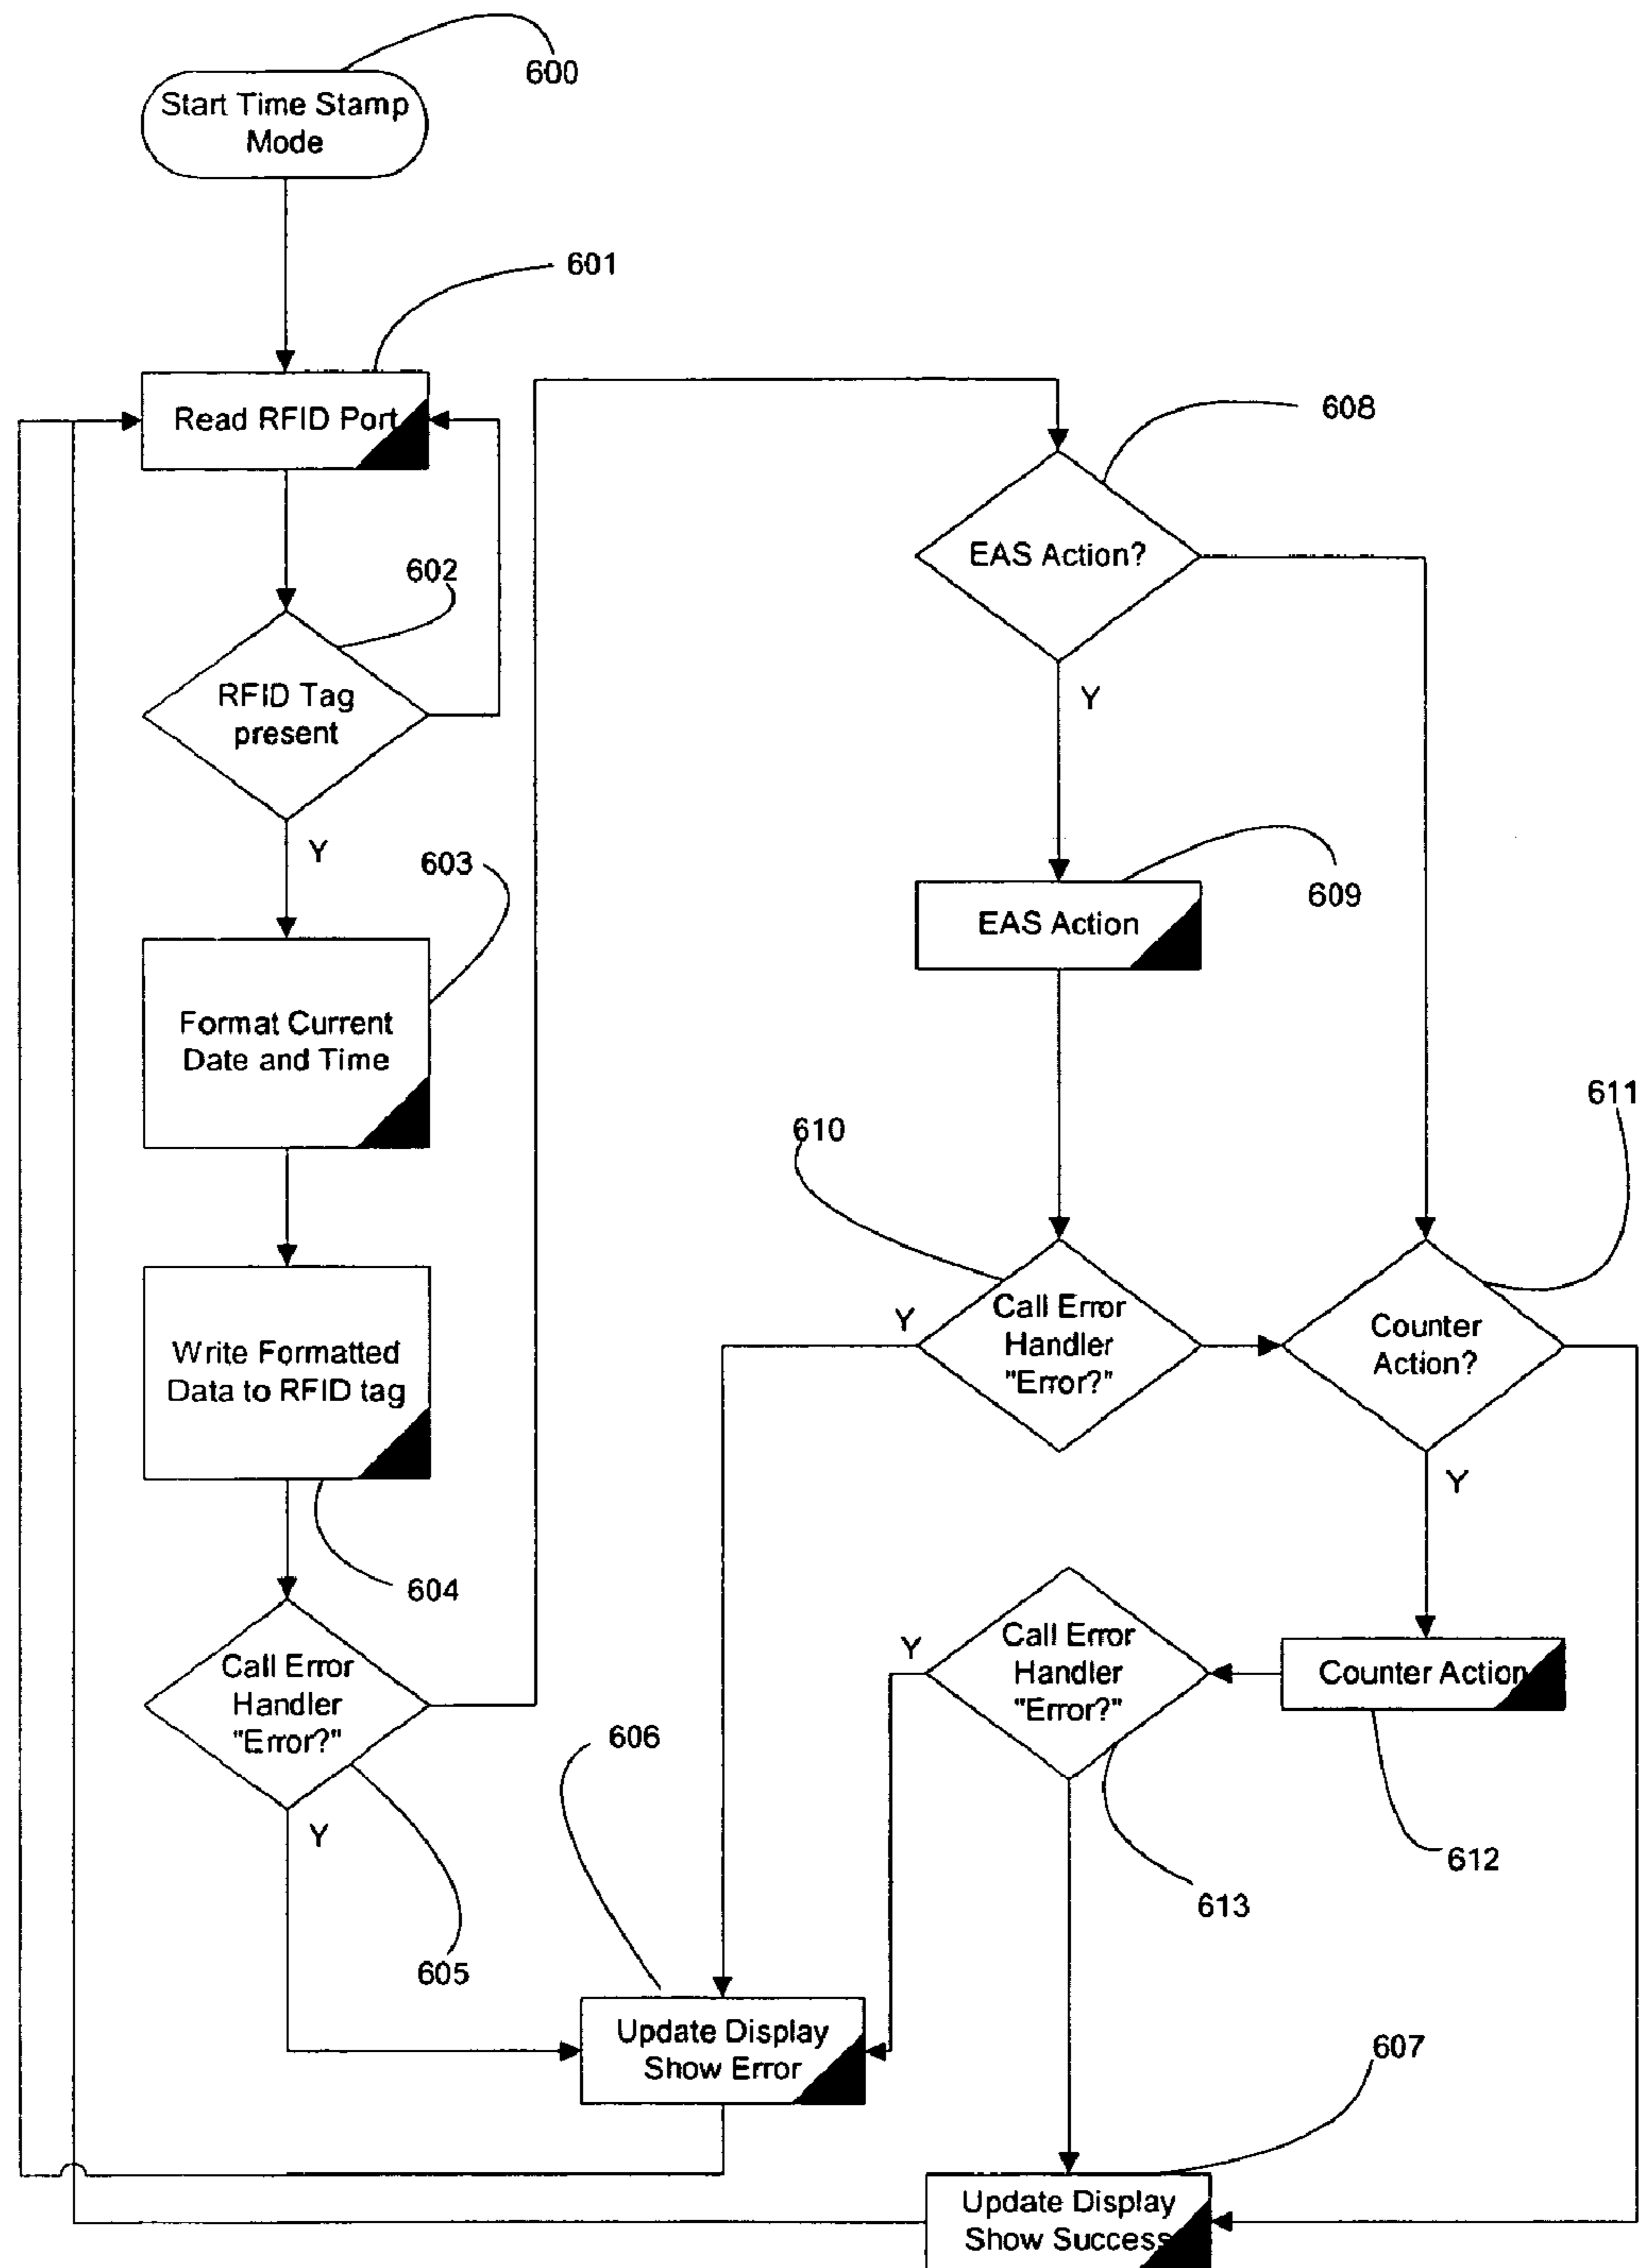 600
Start Time Stamp
Mode
601
Read RFID Port
602
RFID Tag
present
Y
603
Format Current
Date and Time
Write Formatted
Data to RFID tag
604
Call Error
Handler
"Error?"
Y
605
606
Update Display
Show Error
608
EAS Action?
Y
609
EAS Action
610
Y
Call Error
Handler
"Error?"
611
Counter
Action?
Y
Counter Action
612
Y
Call Error
Handler
"Error?"
613
607
Update Display
Show Success